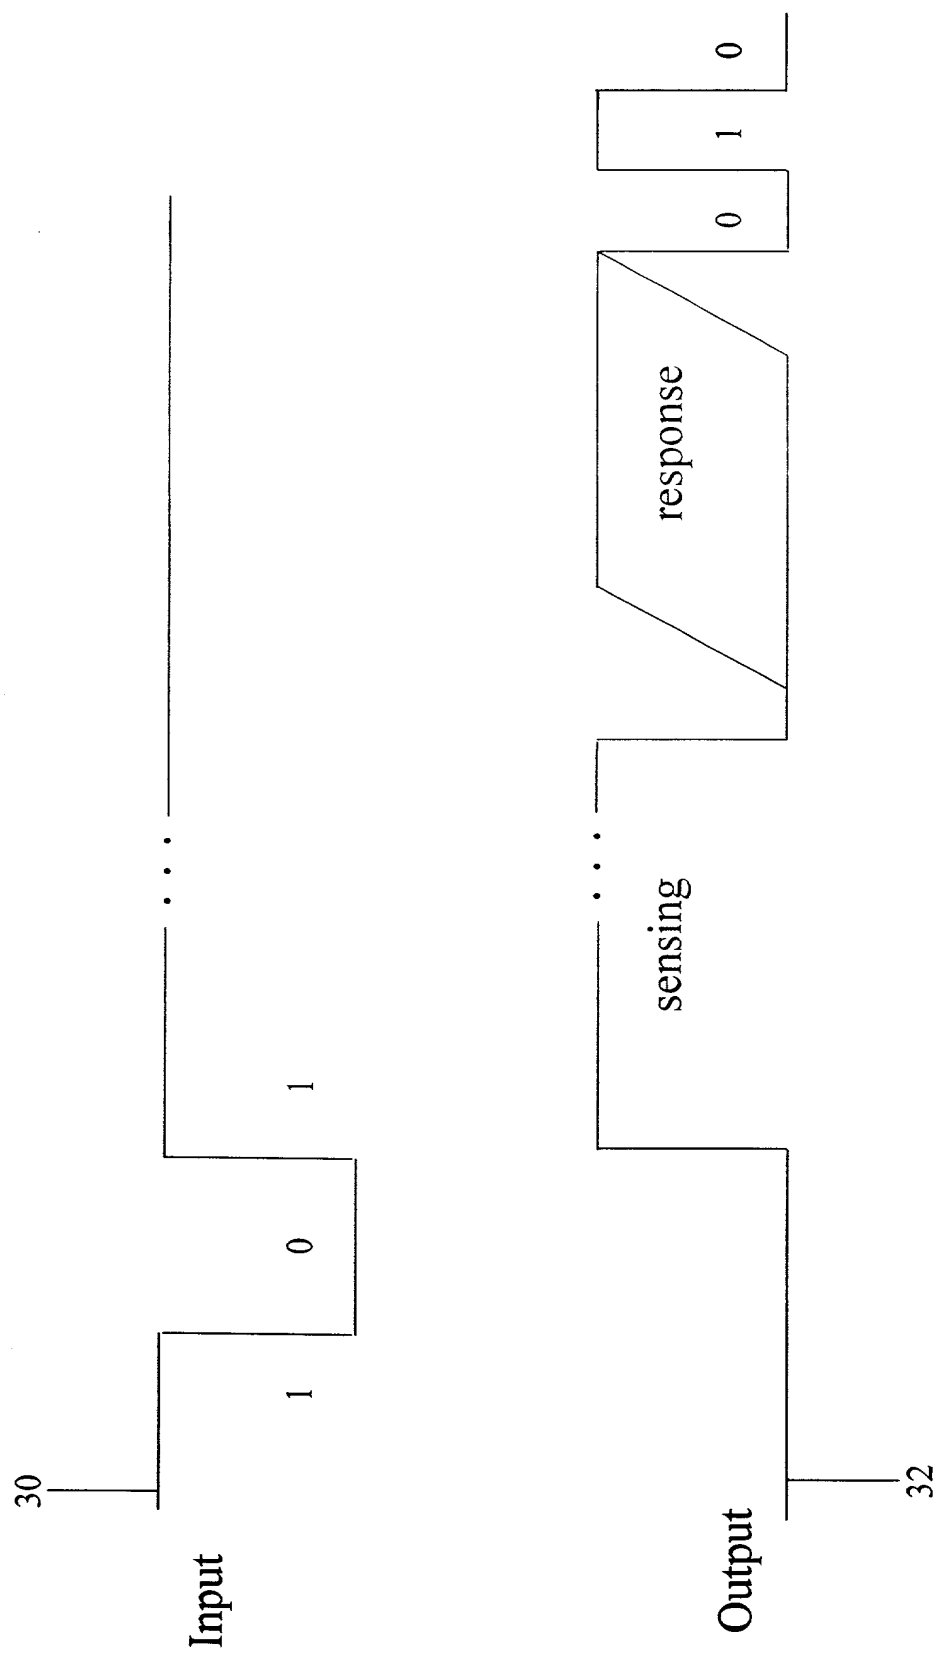 30
Input
1
0
1
. . .
Output
32
sensing
. . .
response
0
1
0